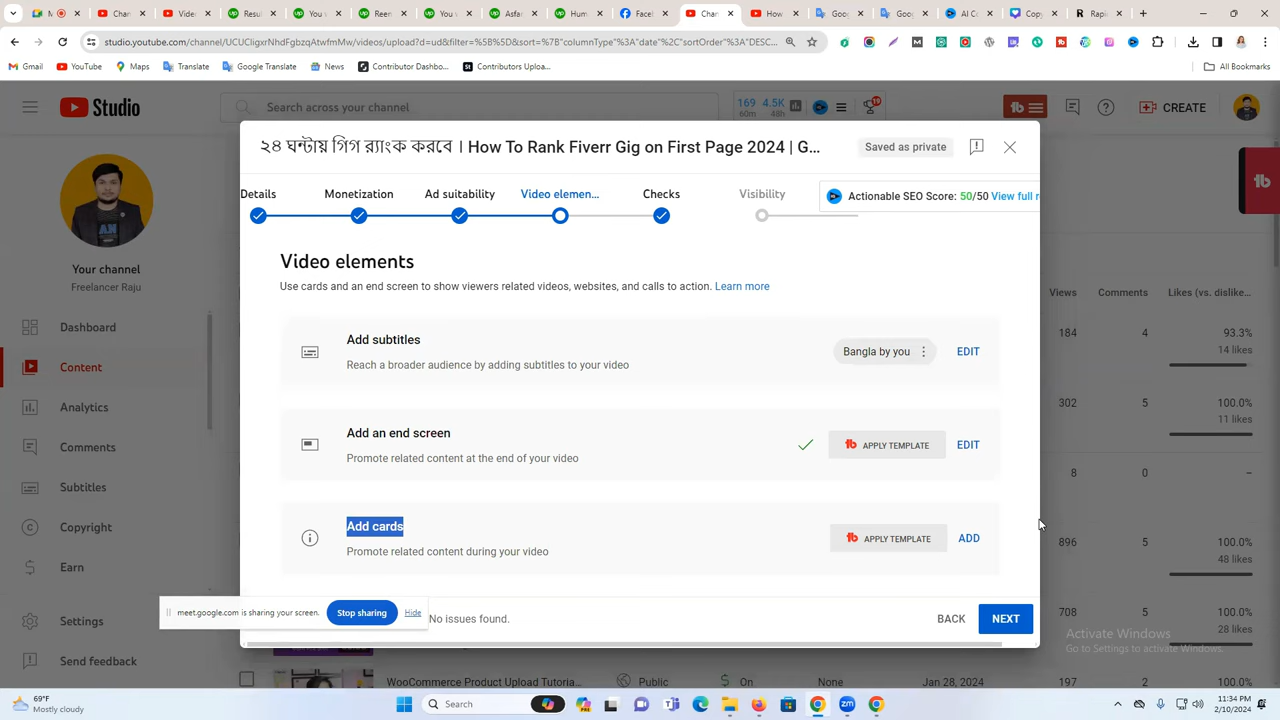 studio.youtube.com/channel/UCUCligxrNhdFgbzqAtwfmMw/videos/upload?d=ud&filter=%5B%5D&sort=%7B"columnType"%3A"date"%2C"sortOrder"%3A"DESC...
Gmail YouTube Maps Translate Google Translate News Contributor Dashbo... Contributors Uploa... All Bookmarks
Studio Search across your channel 169 60m 4.5K 48h 19 CREATE
২৪ ঘন্টায় গিগ র‍্যাংক করবে । How To Rank Fiverr Gig on First Page 2024 | G... Saved as private
Details Monetization Ad suitability Video elemen... Checks Visibility Actionable SEO Score: 50/50 View full r
Your channel
Freelancer Raju
Dashboard
Content
Analytics
Comments
Subtitles
Copyright
Earn
Settings
Send feedback
Video elements
Use cards and an end screen to show viewers related videos, websites, and calls to action. Learn more
Add subtitles
Reach a broader audience by adding subtitles to your video
Bangla by you EDIT
Add an end screen
Promote related content at the end of your video
APPLY TEMPLATE EDIT
Add cards
Promote related content during your video
APPLY TEMPLATE ADD
meet.google.com is sharing your screen. Stop sharing Hide
No issues found. BACK NEXT
Views Comments Likes (vs. dislike...
184 4 93.3%
14 likes
302 5 100.0%
11 likes
8 0 –
896 5 100.0%
48 likes
708 5 100.0%
28 likes
Activate Windows
Go to Settings to activate Windows.
WooCommerce Product Upload Tutoria... Public On None Jan 28, 2024 197 2 100.0%
69°F
Mostly cloudy
Search
11:34 PM
2/10/2024